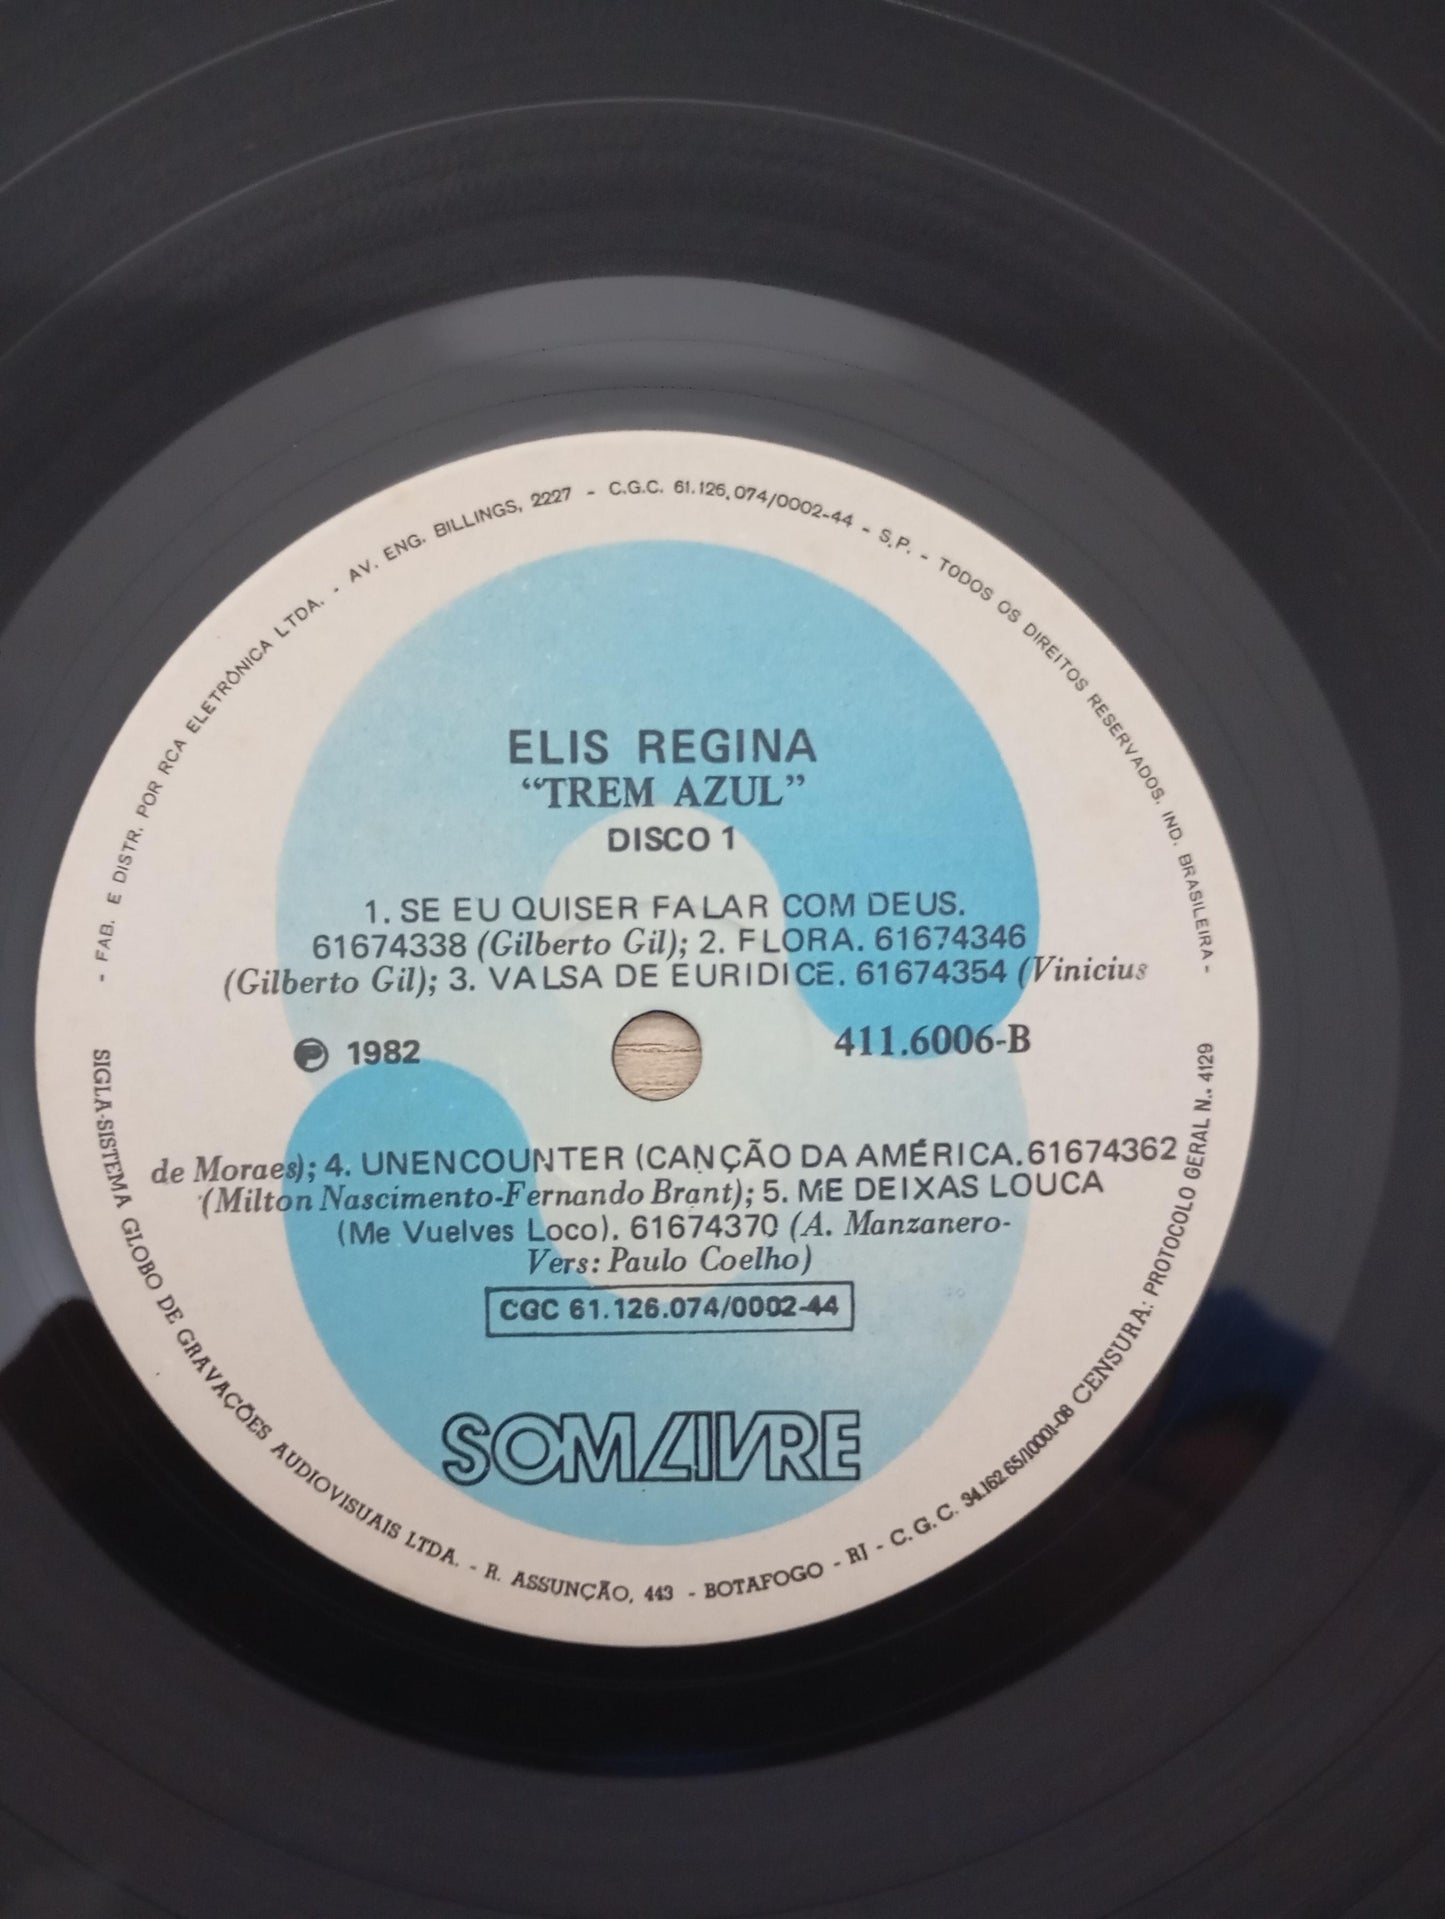 - FAB. E DISTR. POR RCA ELETRÔNICA LTDA. - AV. ENG. BILLINGS, 2227 - C.G.C. 61.126.074/0002-44 - S.P. - TODOS OS DIREITOS RESERVADOS. IND. BRASILEIRA -
ELIS REGINA
“TREM AZUL”
DISCO 1
1. SE EU QUISER FALAR COM DEUS.
61674338 (Gilberto Gil); 2. FLORA. 61674346
(Gilberto Gil); 3. VALSA DE EURIDICE. 61674354 (Vinicius
℗ 1982
411.6006-B
de Moraes); 4. UNENCOUNTER (CANÇÃO DA AMÉRICA. 61674362
(Milton Nascimento-Fernando Brant); 5. ME DEIXAS LOUCA
(Me Vuelves Loco). 61674370 (A. Manzanero-
Vers: Paulo Coelho)
CGC 61.126.074/0002-44
SOM LIVRE
SIGLA-SISTEMA GLOBO DE GRAVAÇÕES AUDIOVISUAIS LTDA. - R. ASSUNÇÃO, 443 - BOTAFOGO - RJ - C.G.C. 34.162.65/10001-08 CENSURA: PROTOCOLO GERAL N.. 4129